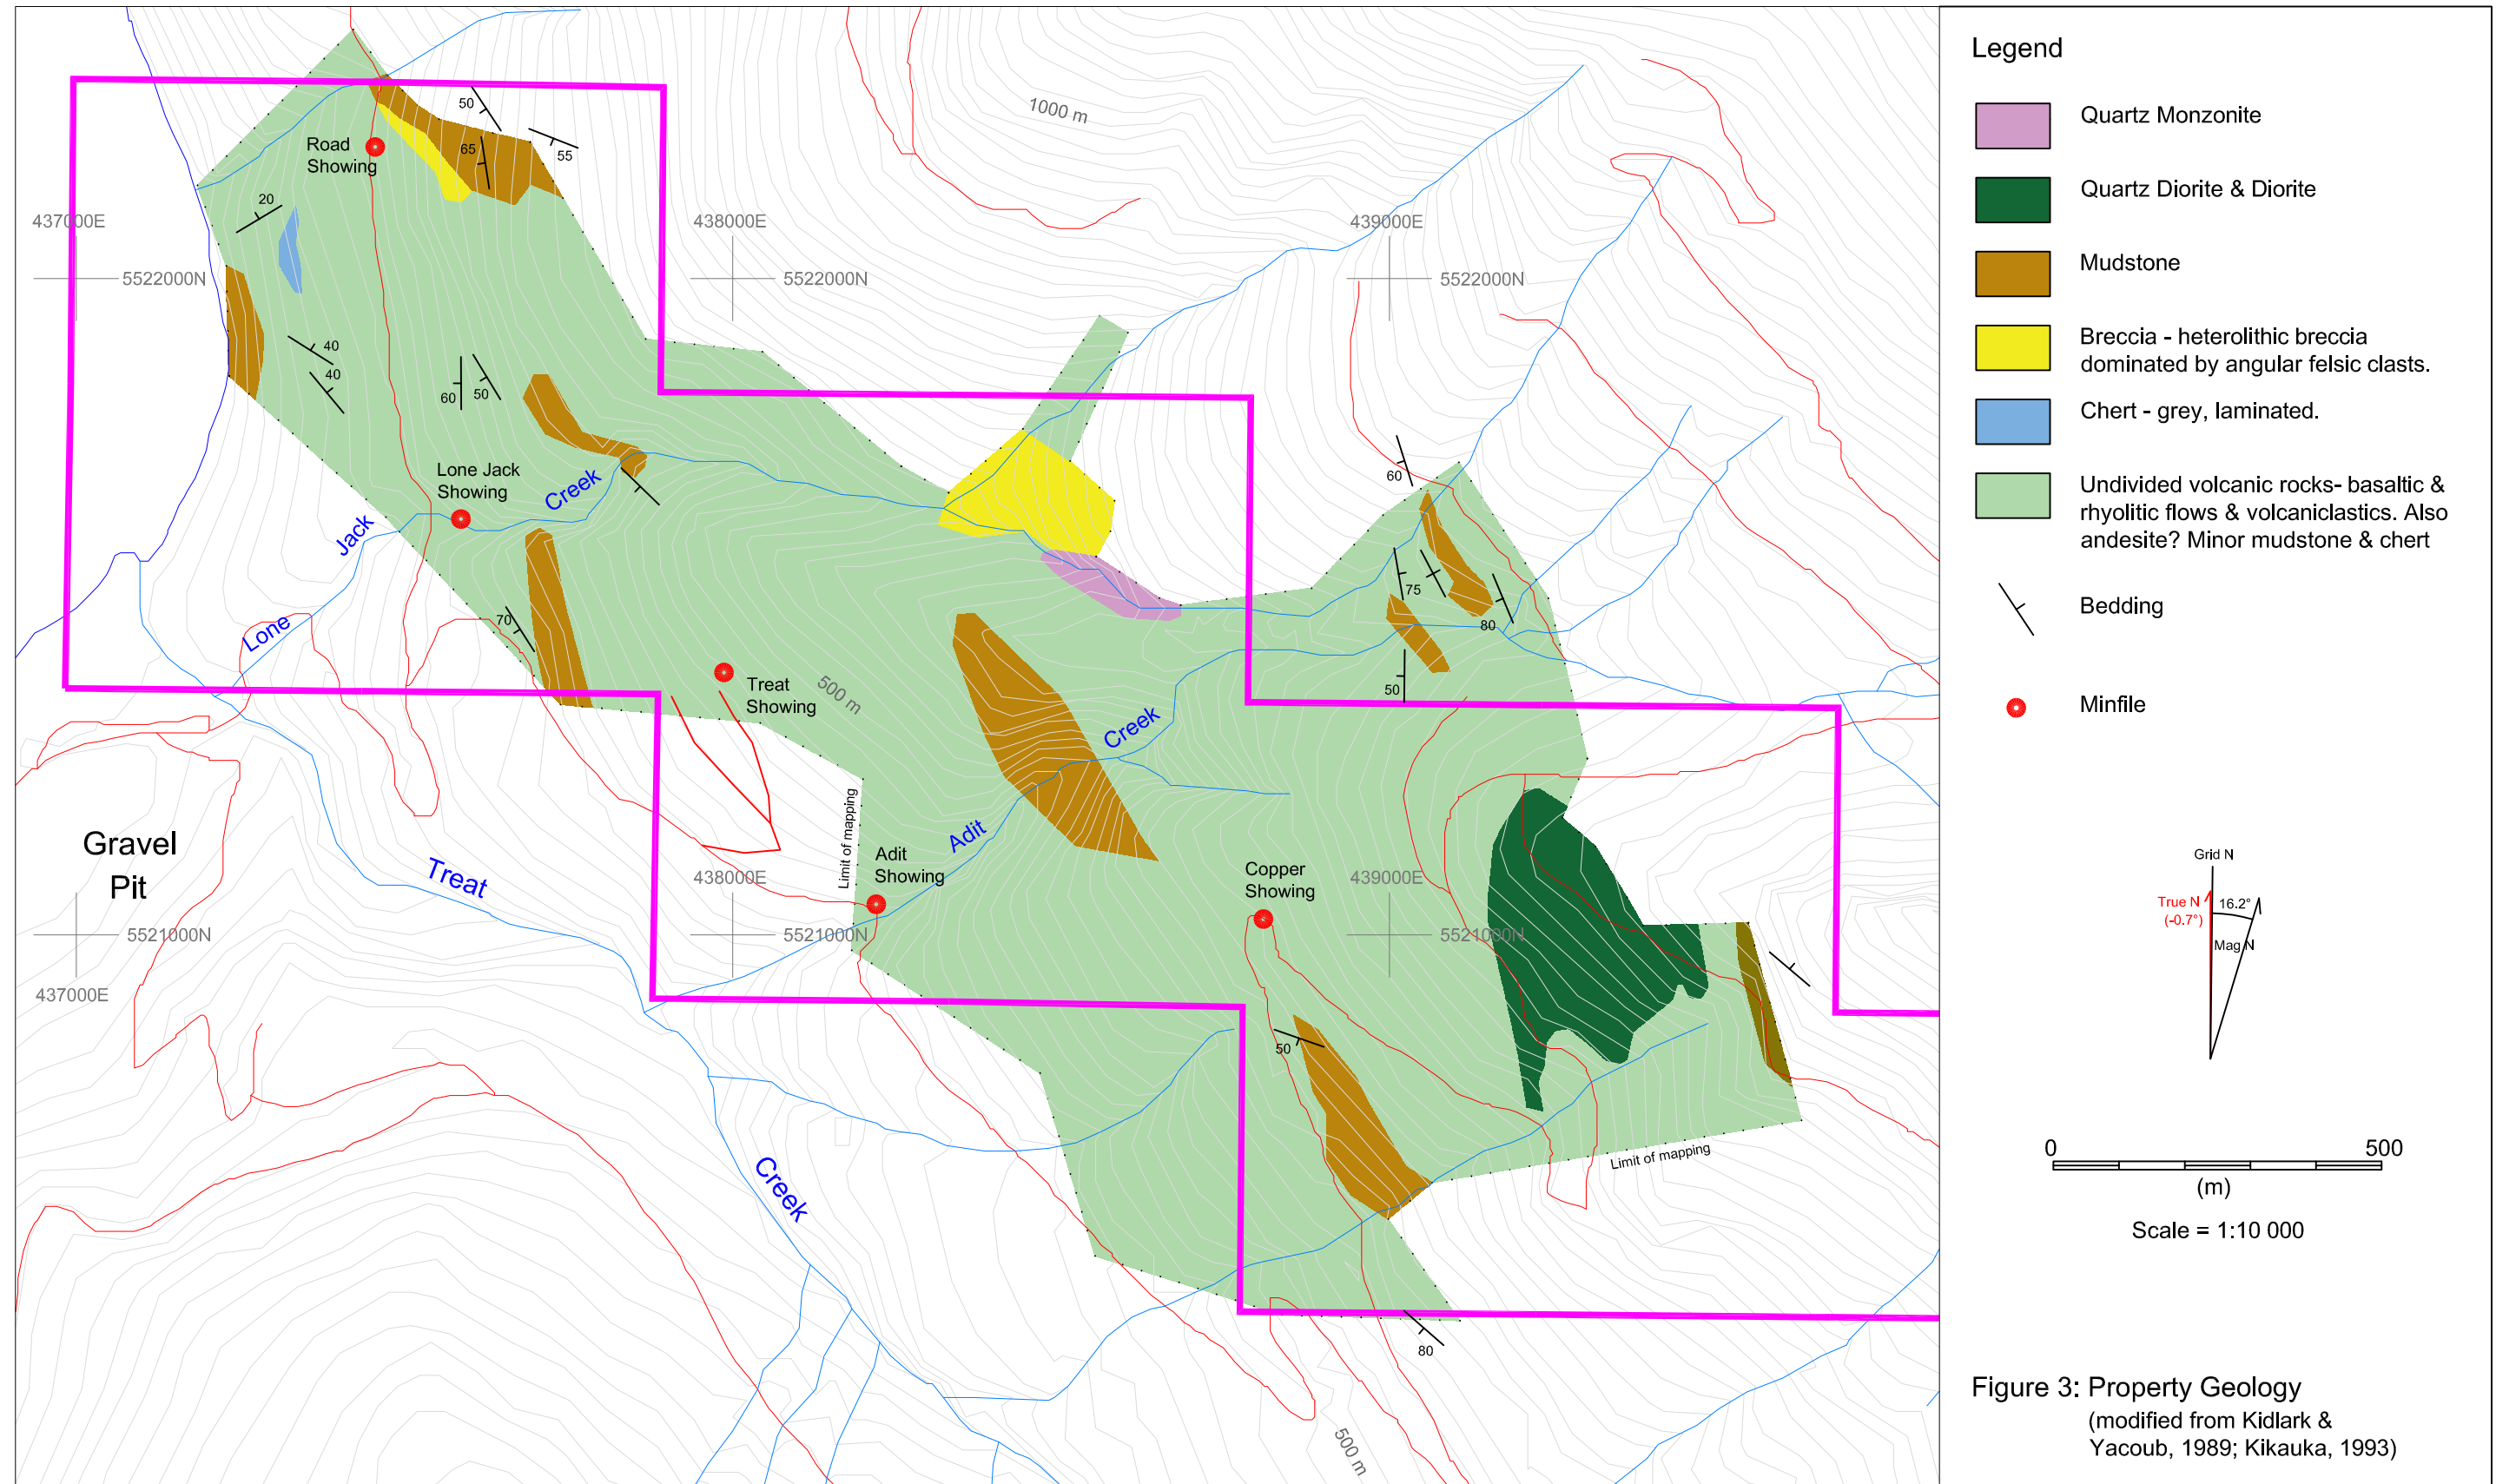 1000 m
50
55
65
Road
Showing
20
437000E
438000E
439000E
5522000N
5522000N
5522000N
40
40
60
50
60
Lone Jack
Showing
Creek
Jack
75
70
Lone
80
50
Treat
Showing
500 m
Creek
Limit of mapping
Adit
Gravel
Pit
Treat
Adit
Showing
Copper
Showing
438000E
439000E
5521000N
5521000N
5521000N
437000E
50
Limit of mapping
Creek
80
500 m
Legend
Quartz Monzonite
Quartz Diorite & Diorite
Mudstone
Breccia - heterolithic breccia
dominated by angular felsic clasts.
Chert - grey, laminated.
Undivided volcanic rocks- basaltic &
rhyolitic flows & volcaniclastics. Also
andesite? Minor mudstone & chert
Bedding
Minfile
Grid N
True N
(-0.7°)
16.2°
Mag N
0 500
(m)
Scale = 1:10 000
Figure 3: Property Geology
(modified from Kidlark &
Yacoub, 1989; Kikauka, 1993)